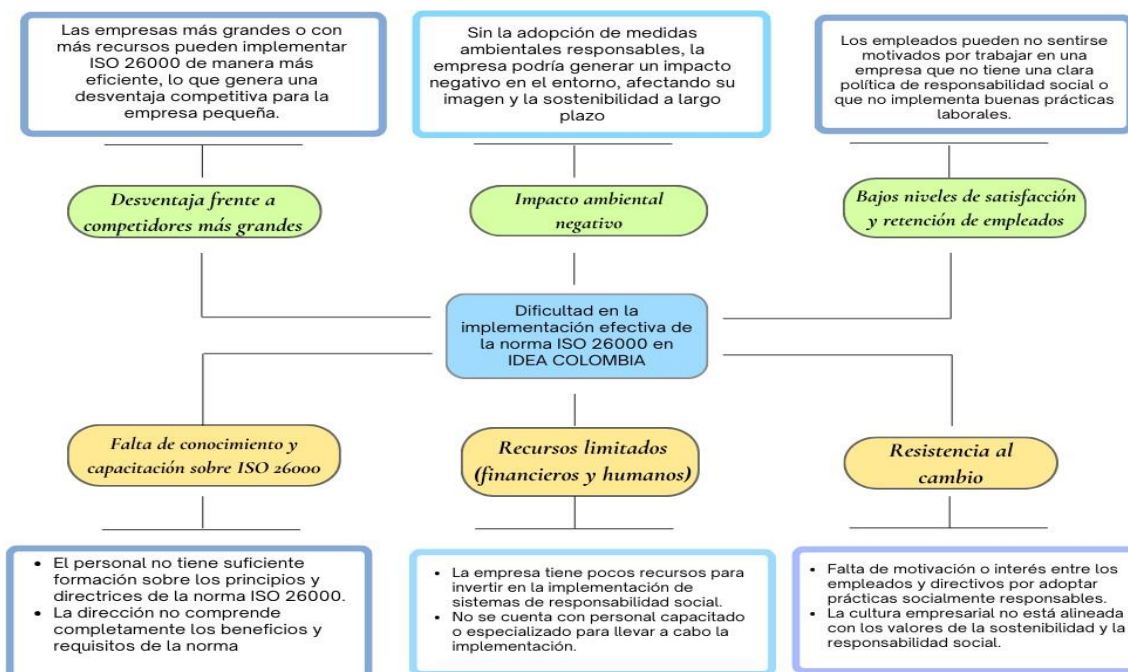 Las empresas más grandes o con
más recursos pueden implementar
ISO 26000 de manera más
eficiente, lo que genera una
desventaja competitiva para la
empresa pequeña.
Sin la adopción de medidas
ambientales responsables, la
empresa podría generar un impacto
negativo en el entorno, afectando su
imagen y la sostenibilidad a largo
plazo
Los empleados pueden no sentirse
motivados por trabajar en una
empresa que no tiene una clara
política de responsabilidad social o
que no implementa buenas prácticas
laborales.
Desventaja frente a
competidores más grandes
Impacto ambiental
negativo
Bajos niveles de satisfacción
y retención de empleados
Dificultad en la
implementación efectiva de
la norma ISO 26000 en
IDEA COLOMBIA
Falta de conocimiento y
capacitación sobre ISO 26000
Recursos limitados
(financieros y humanos)
Resistencia al
cambio
• El personal no tiene suficiente
formación sobre los principios y
directrices de la norma ISO 26000.
• La dirección no comprende
completamente los beneficios y
requisitos de la norma
• La empresa tiene pocos recursos para
invertir en la implementación de
sistemas de responsabilidad social.
• No se cuenta con personal capacitado
o especializado para llevar a cabo la
implementación.
• Falta de motivación o interés entre los
empleados y directivos por adoptar
prácticas socialmente responsables.
• La cultura empresarial no está alineada
con los valores de la sostenibilidad y la
responsabilidad social.